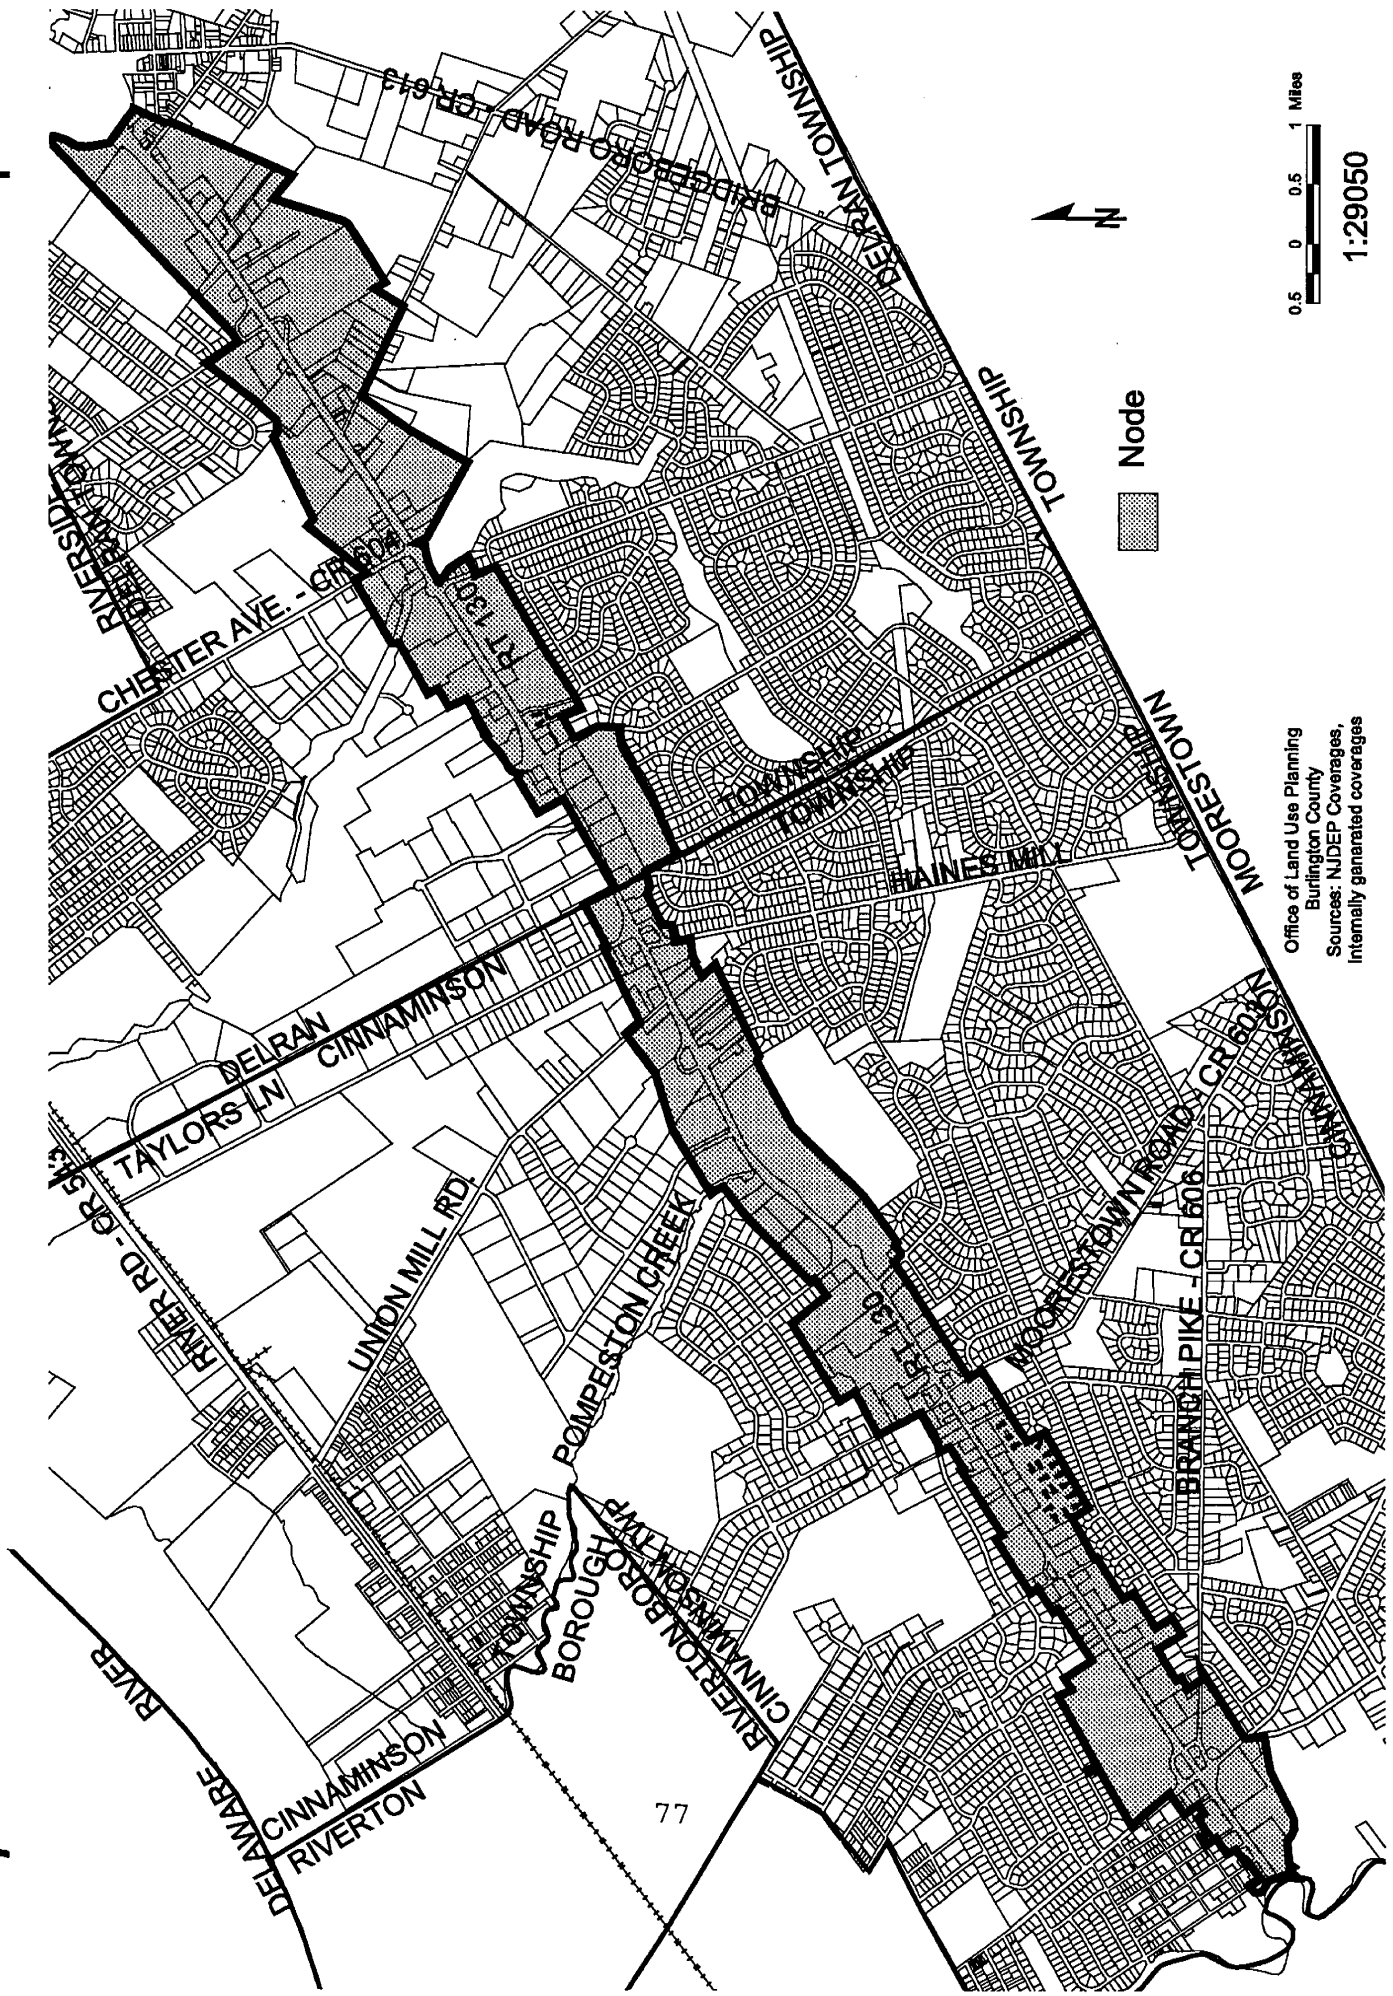 RIVERSIDE TOWN
DELRAN TOWN
CHESTER AVE. - CR 604
BRIDGEBORO ROAD - CR 613
DELRAN TOWNSHIP
TOWNSHIP
RT 130
TOWNSHIP
TOWNSHIP
HAINES MILL
TOWNSHIP
MOORESTOWN
DELRAN
CINNAMINSON
TAYLORS LN
RIVER RD - CR 543
UNION MILL RD.
POMPESTON CREEK
RT 130
MOORESTOWN ROAD - CR 603
CINNAMINSON
BRANCH PIKE - CR 606
TOWNSHIP
BOROUGH
RIVERTON BORO
CINNAMINSON TWP
DELAWARE RIVER
CINNAMINSON
RIVERTON
77
N
Node
0.5 0 0.5 1 Miles
1:29050
Office of Land Use Planning
Burlington County
Sources: NJDEP Coverages,
Internally ganarated coverages